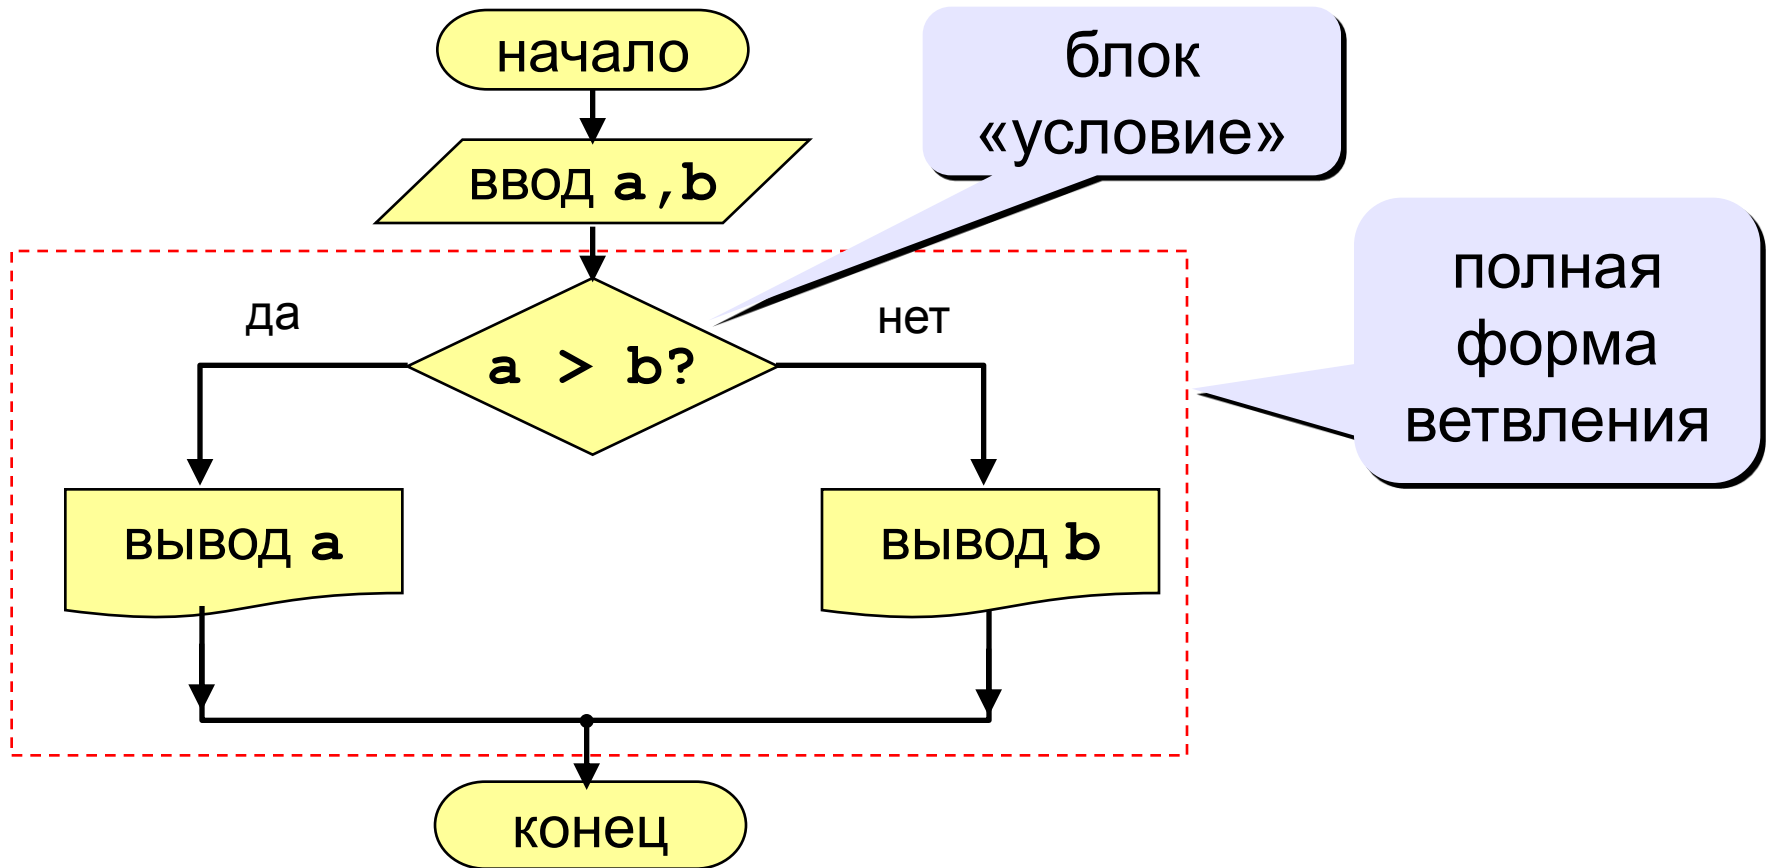 начало
блок
«условие»
ввод a,b
полная
форма
ветвления
да
нет
a > b?
вывод a
вывод b
конец